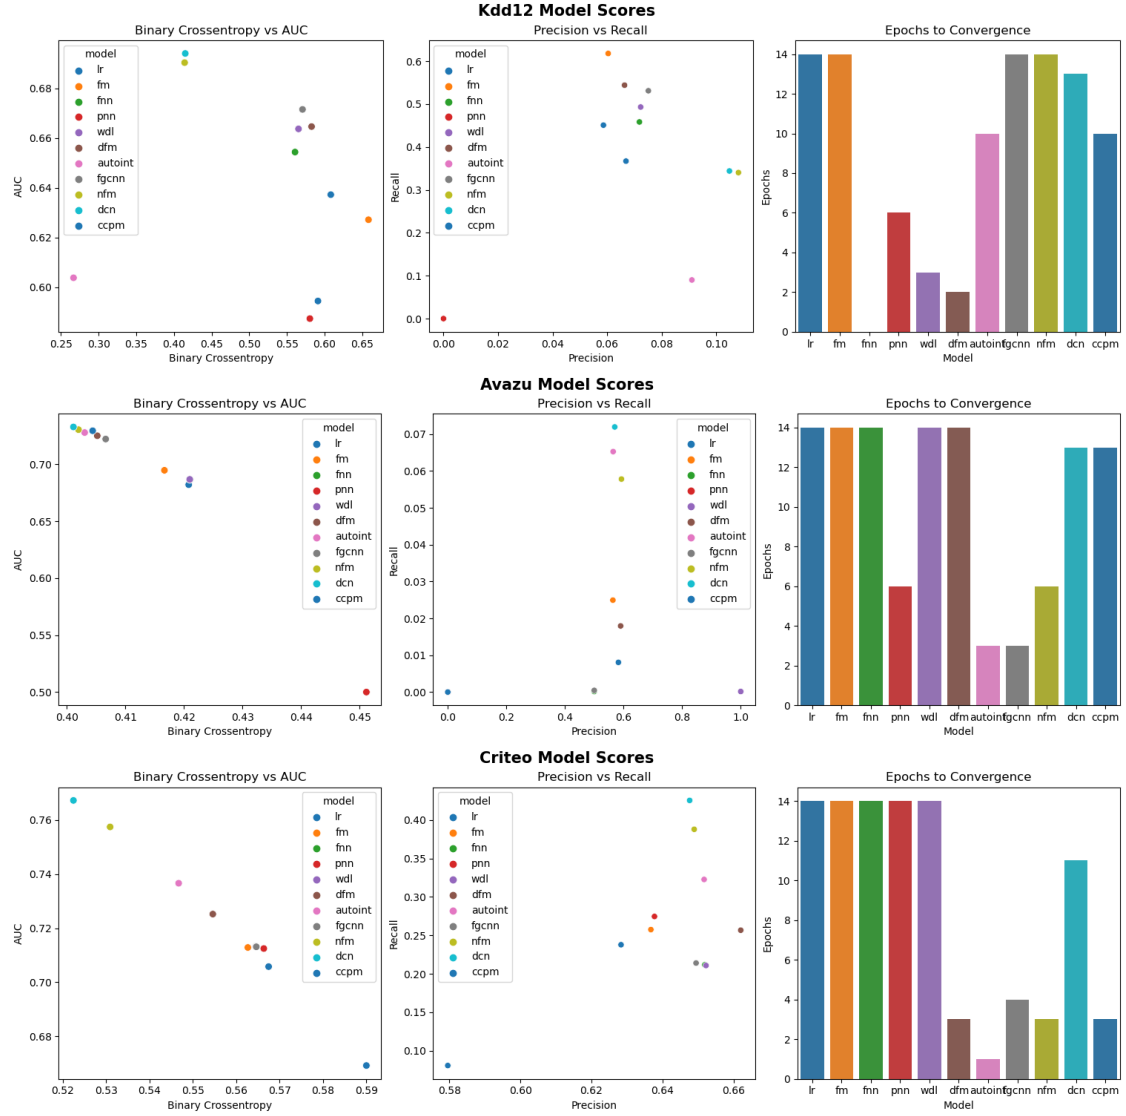 Kdd12 Model Scores
Binary Crossentropy vs AUC
AUC
0.68
0.66
0.64
0.62
0.60
model
lr
fm
fnn
pnn
wdl
dfm
autoint
fgcnn
nfm
dcn
ccpm
0.25 0.30 0.35 0.40 0.45 0.50 0.55 0.60 0.65
Binary Crossentropy
Precision vs Recall
Recall
0.6
0.5
0.4
0.3
0.2
0.1
0.0
model
lr
fm
fnn
pnn
wdl
dfm
autoint
fgcnn
nfm
dcn
ccpm
0.00 0.02 0.04 0.06 0.08 0.10
Precision
Epochs to Convergence
Epochs
14
12
10
8
6
4
2
0
lr fm fnn pnn wdl dfm autoint fgcnn nfm dcn ccpm
Model
Avazu Model Scores
Binary Crossentropy vs AUC
AUC
0.70
0.65
0.60
0.55
0.50
model
lr
fm
fnn
pnn
wdl
dfm
autoint
fgcnn
nfm
dcn
ccpm
0.40 0.41 0.42 0.43 0.44 0.45
Binary Crossentropy
Precision vs Recall
Recall
0.07
0.06
0.05
0.04
0.03
0.02
0.01
0.00
model
lr
fm
fnn
pnn
wdl
dfm
autoint
fgcnn
nfm
dcn
ccpm
0.0 0.2 0.4 0.6 0.8 1.0
Precision
Epochs to Convergence
Epochs
14
12
10
8
6
4
2
0
lr fm fnn pnn wdl dfm autoint fgcnn nfm dcn ccpm
Model
Criteo Model Scores
Binary Crossentropy vs AUC
AUC
0.76
0.74
0.72
0.70
0.68
model
lr
fm
fnn
pnn
wdl
dfm
autoint
fgcnn
nfm
dcn
ccpm
0.52 0.53 0.54 0.55 0.56 0.57 0.58 0.59
Binary Crossentropy
Precision vs Recall
Recall
0.40
0.35
0.30
0.25
0.20
0.15
0.10
model
lr
fm
fnn
pnn
wdl
dfm
autoint
fgcnn
nfm
dcn
ccpm
0.58 0.60 0.62 0.64 0.66
Precision
Epochs to Convergence
Epochs
14
12
10
8
6
4
2
0
lr fm fnn pnn wdl dfm autoint fgcnn nfm dcn ccpm
Model